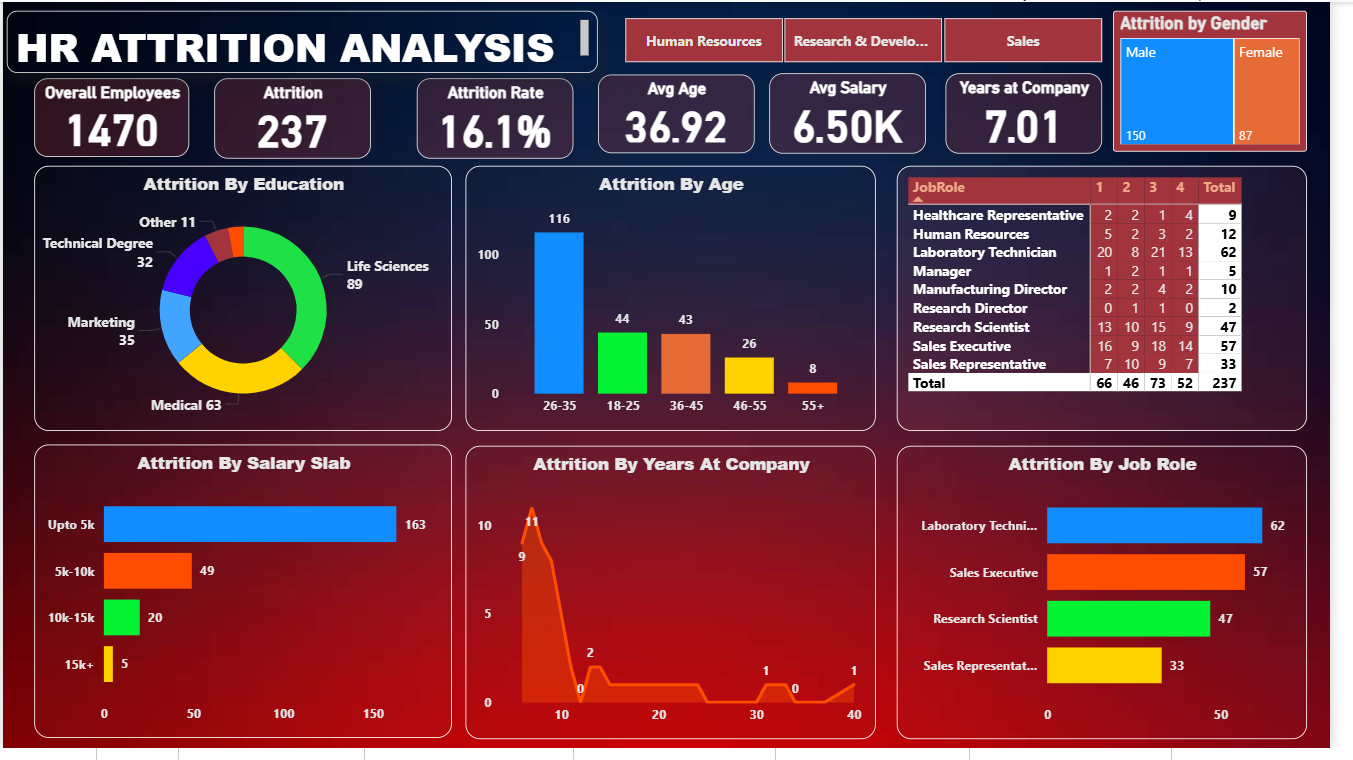 HR ATTRITION ANALYSIS
Human Resources
Research & Develo...
Sales
Attrition by Gender
Male
Female
150
87
Overall Employees
1470
Attrition
237
Attrition Rate
16.1%
Avg Age
36.92
Avg Salary
6.50K
Years at Company
7.01
Attrition By Education
Other 11
Technical Degree
32
Life Sciences
89
Marketing
35
Medical 63
Attrition By Age
116
100
44
43
50
26
8
0
26-35 18-25 36-45 46-55 55+
JobRole 1 2 3 4 Total
Healthcare Representative 2 2 1 4 9
Human Resources 5 2 3 2 12
Laboratory Technician 20 8 21 13 62
Manager 1 2 1 1 5
Manufacturing Director 2 2 4 2 10
Research Director 0 1 1 0 2
Research Scientist 13 10 15 9 47
Sales Executive 16 9 18 14 57
Sales Representative 7 10 9 7 33
Total 66 46 73 52 237
Attrition By Salary Slab
Upto 5k 163
5k-10k 49
10k-15k 20
15k+ 5
0 50 100 150
Attrition By Years At Company
10
11
9
5
2
0
1
0
1
0
10 20 30 40
Attrition By Job Role
Laboratory Techni... 62
Sales Executive 57
Research Scientist 47
Sales Representat... 33
0 50